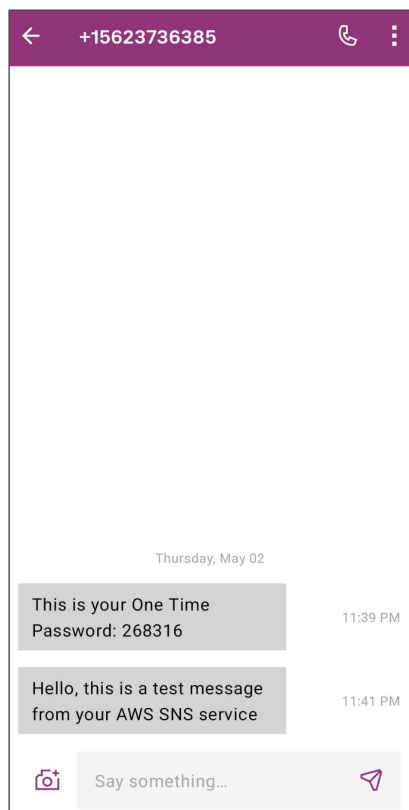 +15623736385
Thursday, May 02
This is your One Time
Password: 268316
11:39 PM
Hello, this is a test message
from your AWS SNS service
11:41 PM
Say something...